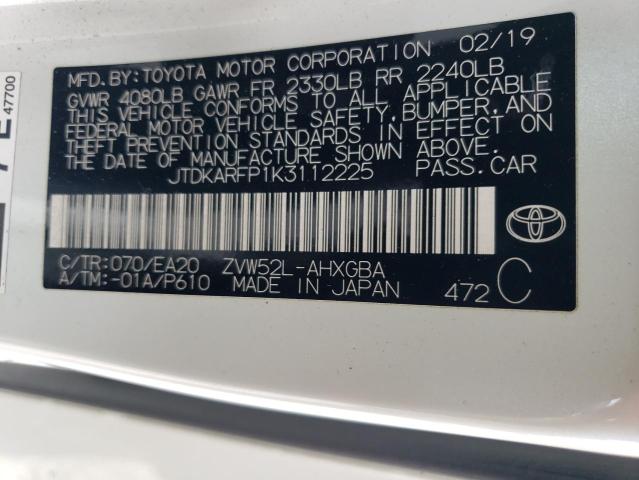 MFD.BY:TOYOTA MOTOR CORPORATION 02/19
GVWR 4080LB GAWR FR 2330LB RR 2240LB
THIS VEHICLE CONFORMS TO ALL APPLICABLE
FEDERAL MOTOR VEHICLE SAFETY,BUMPER,AND
THEFT PREVENTION STANDARDS IN EFFECT ON
THE DATE OF MANUFACTURE SHOWN ABOVE.
JTDKARFP1K3112225 PASS.CAR
C/TR:070/EA20 ZVW52L-AHXGBA
A/TM:-01A/P610 MADE IN JAPAN 472 C
47700